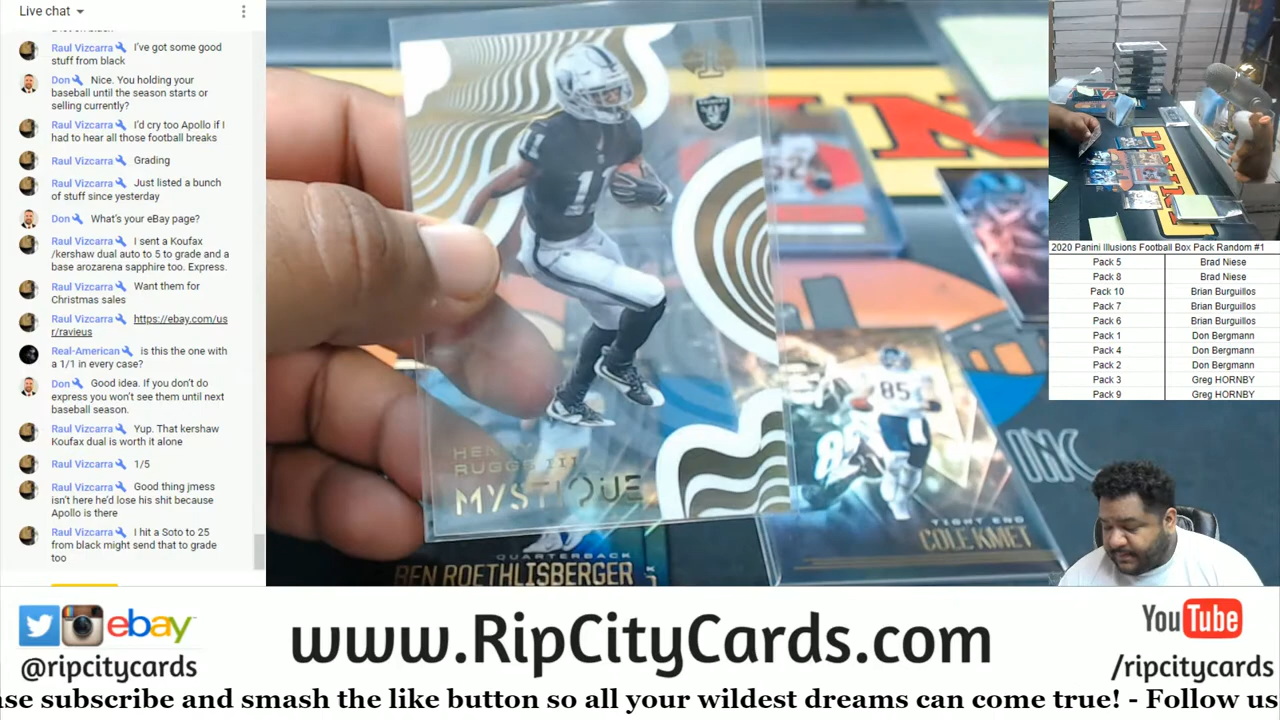 Live chat
Raul Vizcarra I've got some good
stuff from black
Don Nice. You holding your
baseball until the season starts or
selling currently?
Raul Vizcarra I'd cry too Apollo if I
had to hear all those football breaks
Raul Vizcarra Grading
Raul Vizcarra Just listed a bunch
of stuff since yesterday
Don What's your eBay page?
Raul Vizcarra I sent a Koufax
/kershaw dual auto to 5 to grade and a
base arozarena sapphire too. Express.
Raul Vizcarra Want them for
Christmas sales
Raul Vizcarra https://ebay.com/us
r/ravieus
Real-American is this the one with
a 1/1 in every case?
Don Good idea. If you don't do
express you won't see them until next
baseball season.
Raul Vizcarra Yup. That kershaw
Koufax dual is worth it alone
Raul Vizcarra 1/5
Raul Vizcarra Good thing jmess
isn't here he'd lose his shit because
Apollo is there
Raul Vizcarra I hit a Soto to 25
from black might send that to grade
too
RAIDERS
11
11
HENRY
RUGGS III
MYSTIQUE
52
85
TIGHT END
COLE KMET
QUARTERBACK
BEN ROETHLISBERGER
INC
2020 Panini Illusions Football Box Pack Random #1
Pack 5 Brad Niese
Pack 8 Brad Niese
Pack 10 Brian Burguillos
Pack 7 Brian Burguillos
Pack 6 Brian Burguillos
Pack 1 Don Bergmann
Pack 4 Don Bergmann
Pack 2 Don Bergmann
Pack 3 Greg HORNBY
Pack 9 Greg HORNBY
ebay
@ripcitycards
www.RipCityCards.com
YouTube
/ripcitycards
ase subscribe and smash the like button so all your wildest dreams can come true! - Follow us